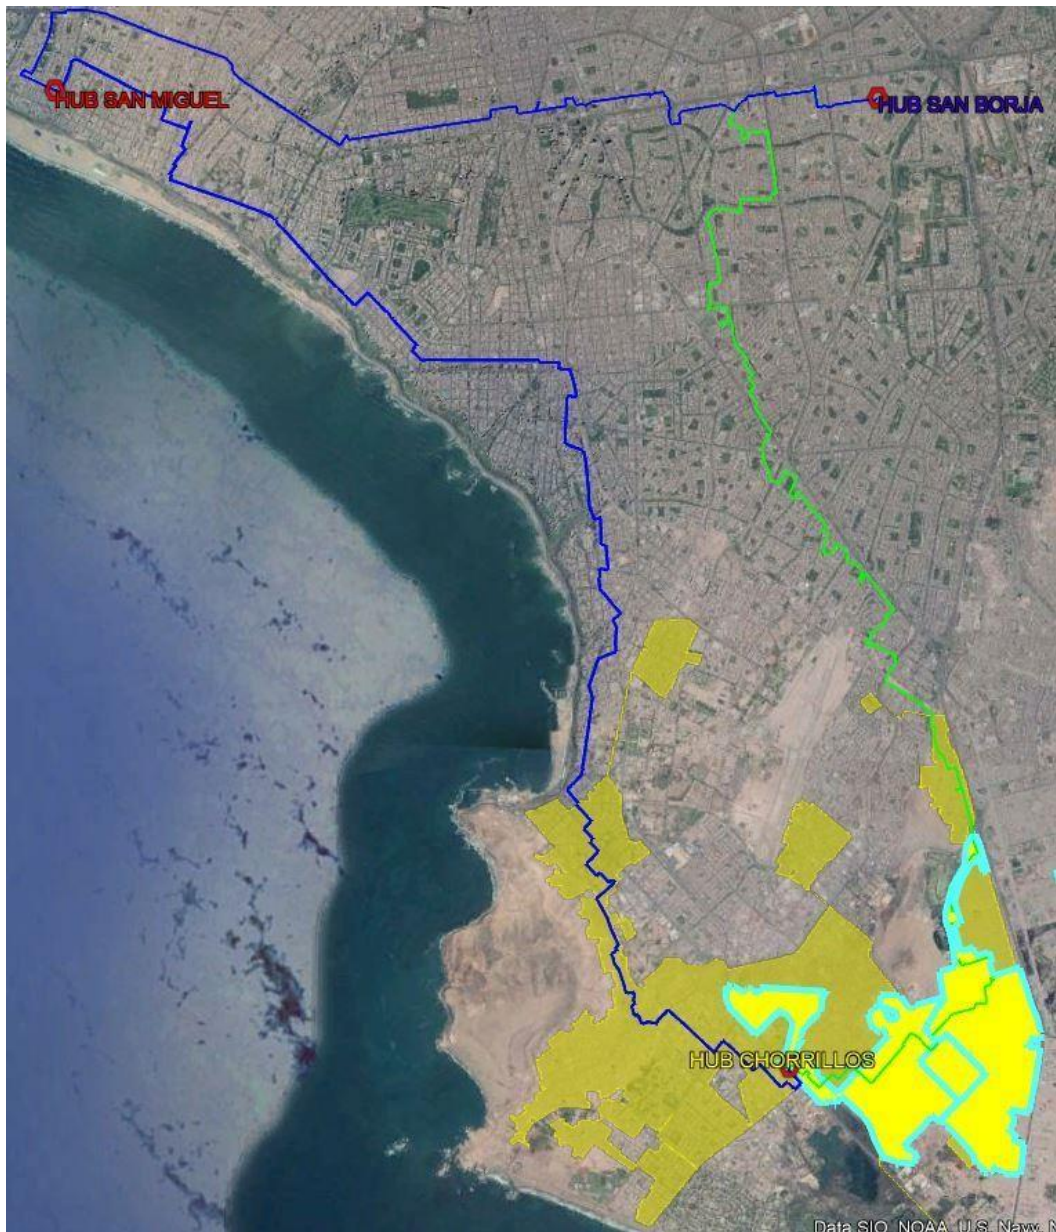 HUB SAN MIGUEL
HUB SAN BORJA
HUB CHORRILLOS
Data SIO, NOAA, U.S. Navy, N